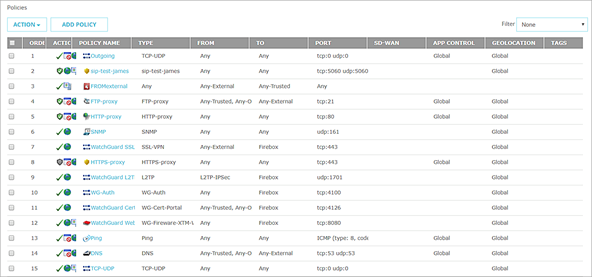 Policies
ACTION ADD POLICY Filter None
ORDE ACTIO POLICY NAME TYPE FROM TO PORT SD-WAN APP CONTROL GEOLOCATION TAGS
1 Outgoing TCP-UDP Any Any tcp:0 udp:0 Global Global
2 sip-test-james sip-test-james Any Any tcp:5060 udp:5060 Global
3 FROMexternal Any Any-External Any-Trusted Any
4 FTP-proxy FTP-proxy Any-Trusted, Any-O Any-External tcp:21 Global Global
5 HTTP-proxy HTTP-proxy Any Any tcp:80 Global Global
6 SNMP SNMP Any Any udp:161 Global
7 WatchGuard SSL SSL-VPN Any-External Firebox tcp:443 Global
8 HTTPS-proxy HTTPS-proxy Any Any tcp:443 Global Global
9 WatchGuard L2T L2TP L2TP-IPSec Firebox udp:1701 Global
10 WG-Auth WG-Auth Any Firebox tcp:4100 Global
11 WatchGuard Cert WG-Cert-Portal Any-Trusted, Any-O Firebox tcp:4126 Global
12 WatchGuard Wet WG-Fireware-XTM-V Any Firebox tcp:8080 Global
13 Ping Ping Any Any ICMP (type: 8, code Global Global
14 DNS DNS Any-Trusted, Any-O Any-External tcp:53 udp:53 Global Global
15 TCP-UDP TCP-UDP Any Any tcp:0 udp:0 Global